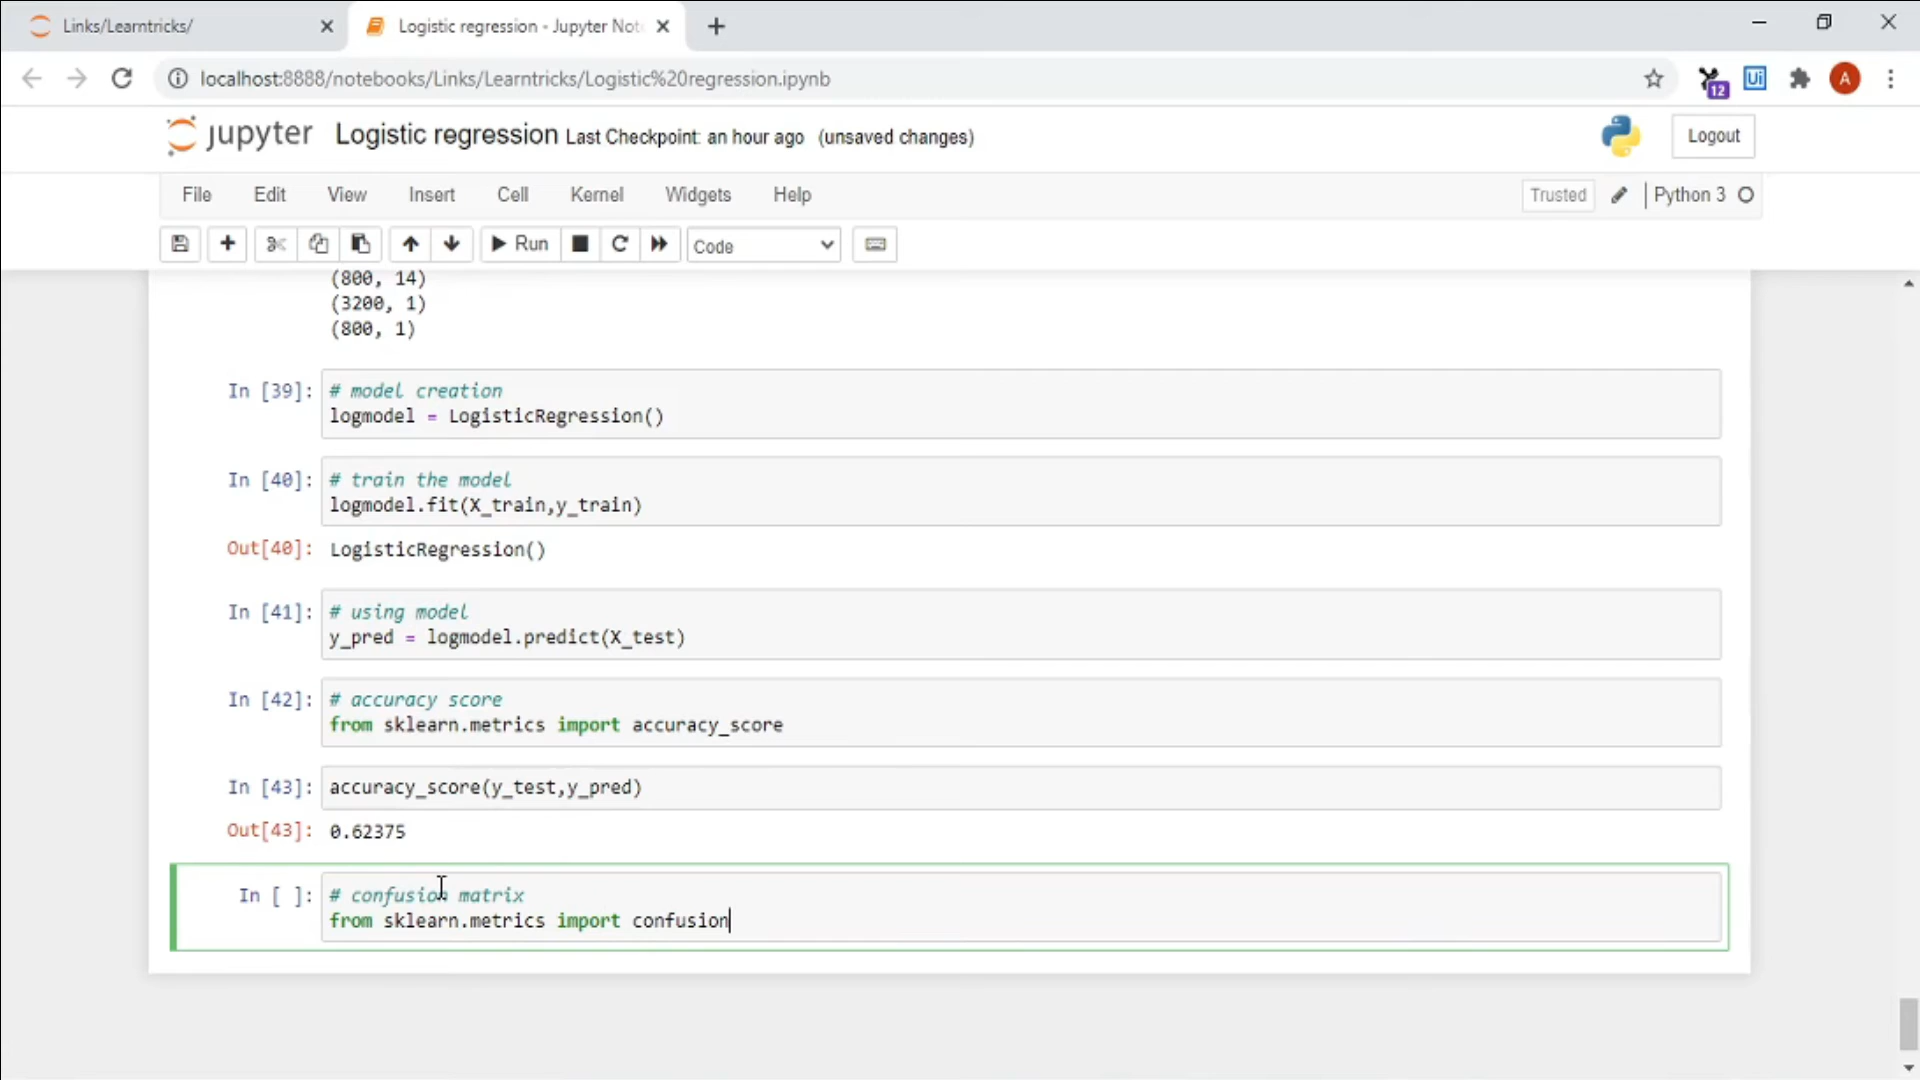 Links/Learntricks/
Logistic regression - Jupyter Not
localhost:8888/notebooks/Links/Learntricks/Logistic%20regression.ipynb
12
Ui
A
jupyter Logistic regression Last Checkpoint: an hour ago (unsaved changes)
Logout
File Edit View Insert Cell Kernel Widgets Help
Trusted
Python 3
Run
Code
(800, 14)
(3200, 1)
(800, 1)
In [39]: # model creation
logmodel = LogisticRegression()
In [40]: # train the model
logmodel.fit(X_train,y_train)
Out[40]: LogisticRegression()
In [41]: # using model
y_pred = logmodel.predict(X_test)
In [42]: # accuracy score
from sklearn.metrics import accuracy_score
In [43]: accuracy_score(y_test,y_pred)
Out[43]: 0.62375
In [ ]: # confusion matrix
from sklearn.metrics import confusion